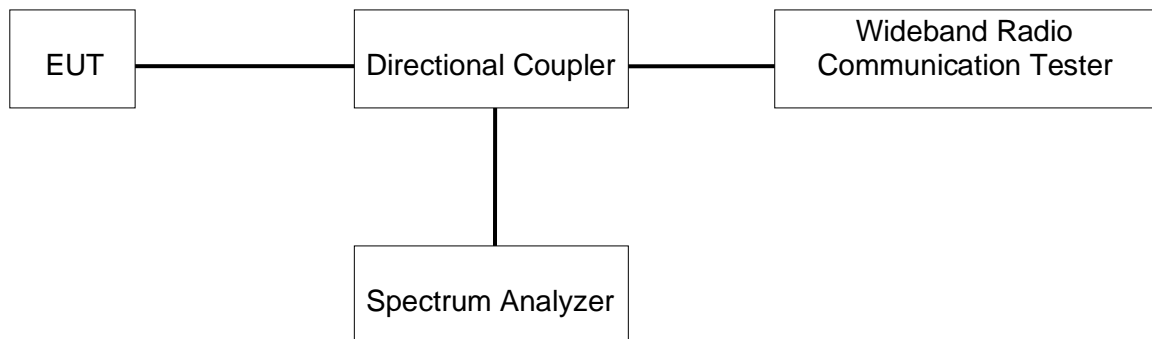 EUT
Directional Coupler
Wideband Radio
Communication Tester
Spectrum Analyzer